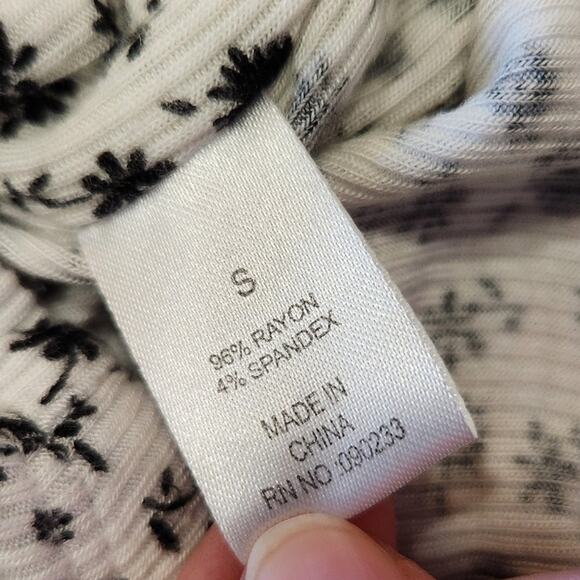 S
96% RAYON
4% SPANDEX
MADE IN
CHINA
RN NO :090233